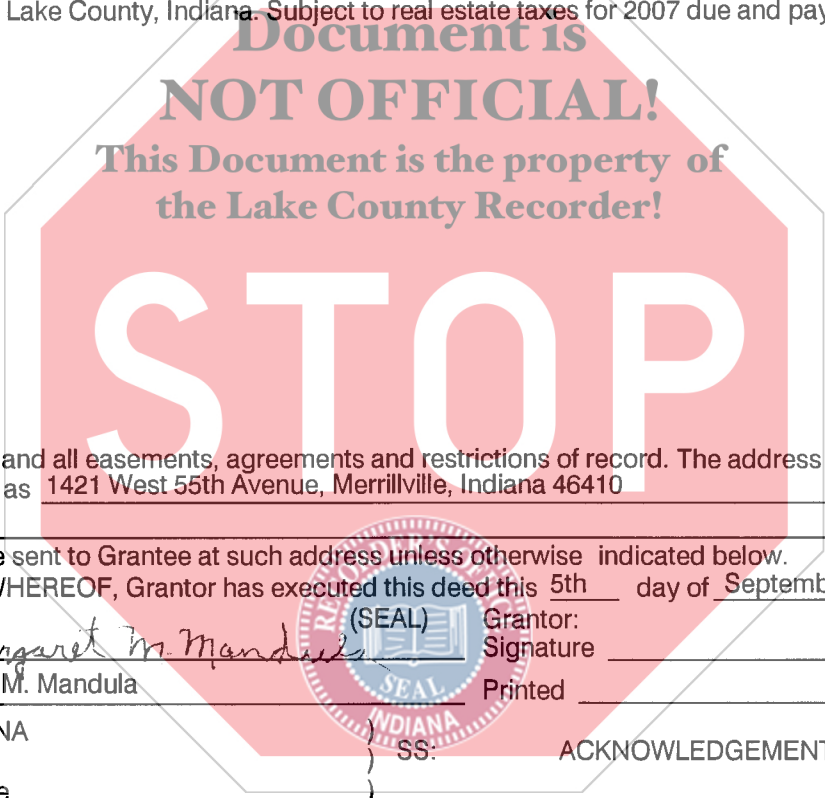 Lake County, Indiana. Subject to real estate taxes for 2007 due and pay
Document is
NOT OFFICIAL!
This Document is the property of
the Lake County Recorder!
STOP
and all easements, agreements and restrictions of record. The address
as 1421 West 55th Avenue, Merrillville, Indiana 46410
e sent to Grantee at such address unless otherwise indicated below.
WHEREOF, Grantor has executed this deed this 5th day of Septemb
(SEAL) Grantor:
rgaret M. Mandula Signature
M. Mandula Printed
RECORDER'S OFFICE
SEAL
INDIANA
NA )
) SS: ACKNOWLEDGEMENT
e )